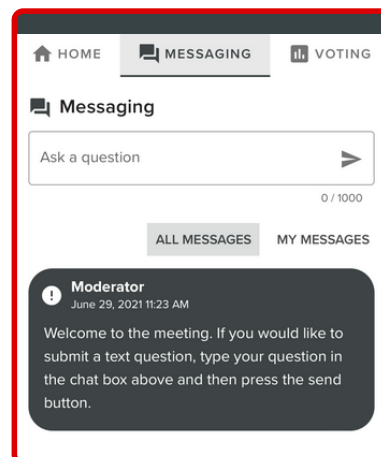 HOME MESSAGING VOTING
Messaging
Ask a question
0 / 1000
ALL MESSAGES MY MESSAGES
Moderator
June 29, 2021 11:23 AM
Welcome to the meeting. If you would like to
submit a text question, type your question in
the chat box above and then press the send
button.